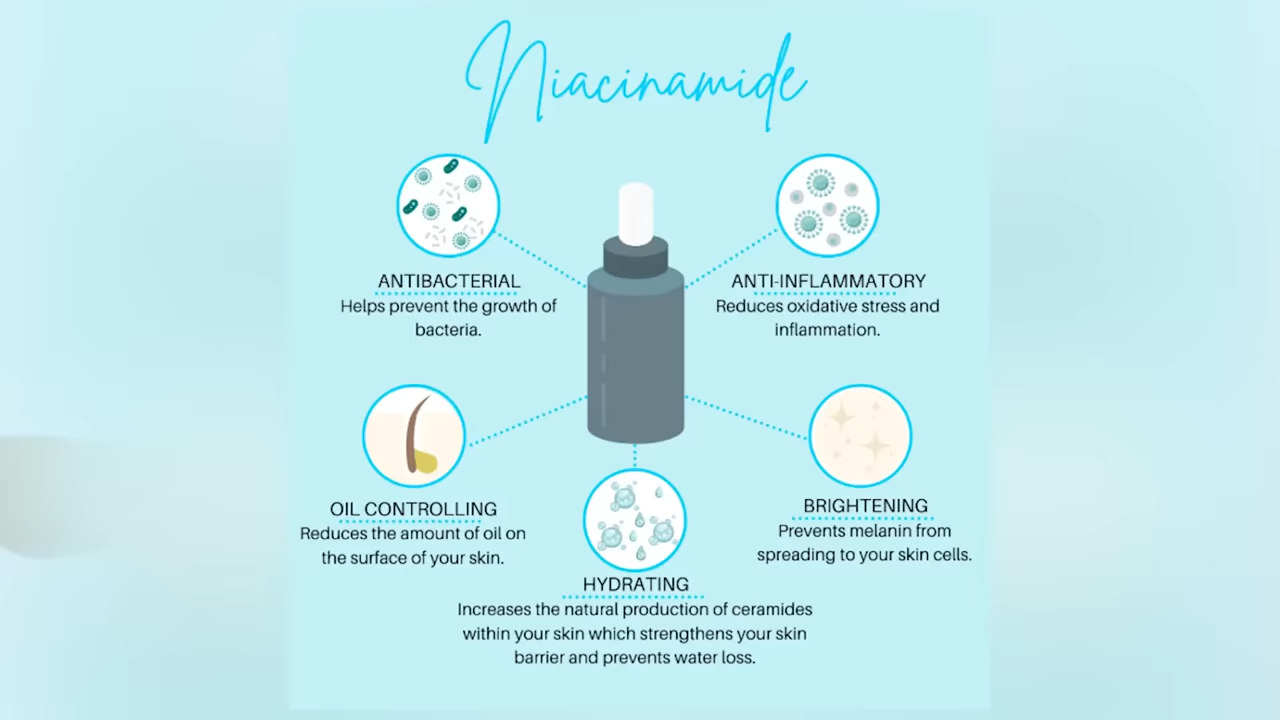 Niacinamide
ANTIBACTERIAL
Helps prevent the growth of
bacteria.
ANTI-INFLAMMATORY
Reduces oxidative stress and
inflammation.
OIL CONTROLLING
Reduces the amount of oil on
the surface of your skin.
HYDRATING
Increases the natural production of ceramides
within your skin which strengthens your skin
barrier and prevents water loss.
BRIGHTENING
Prevents melanin from
spreading to your skin cells.